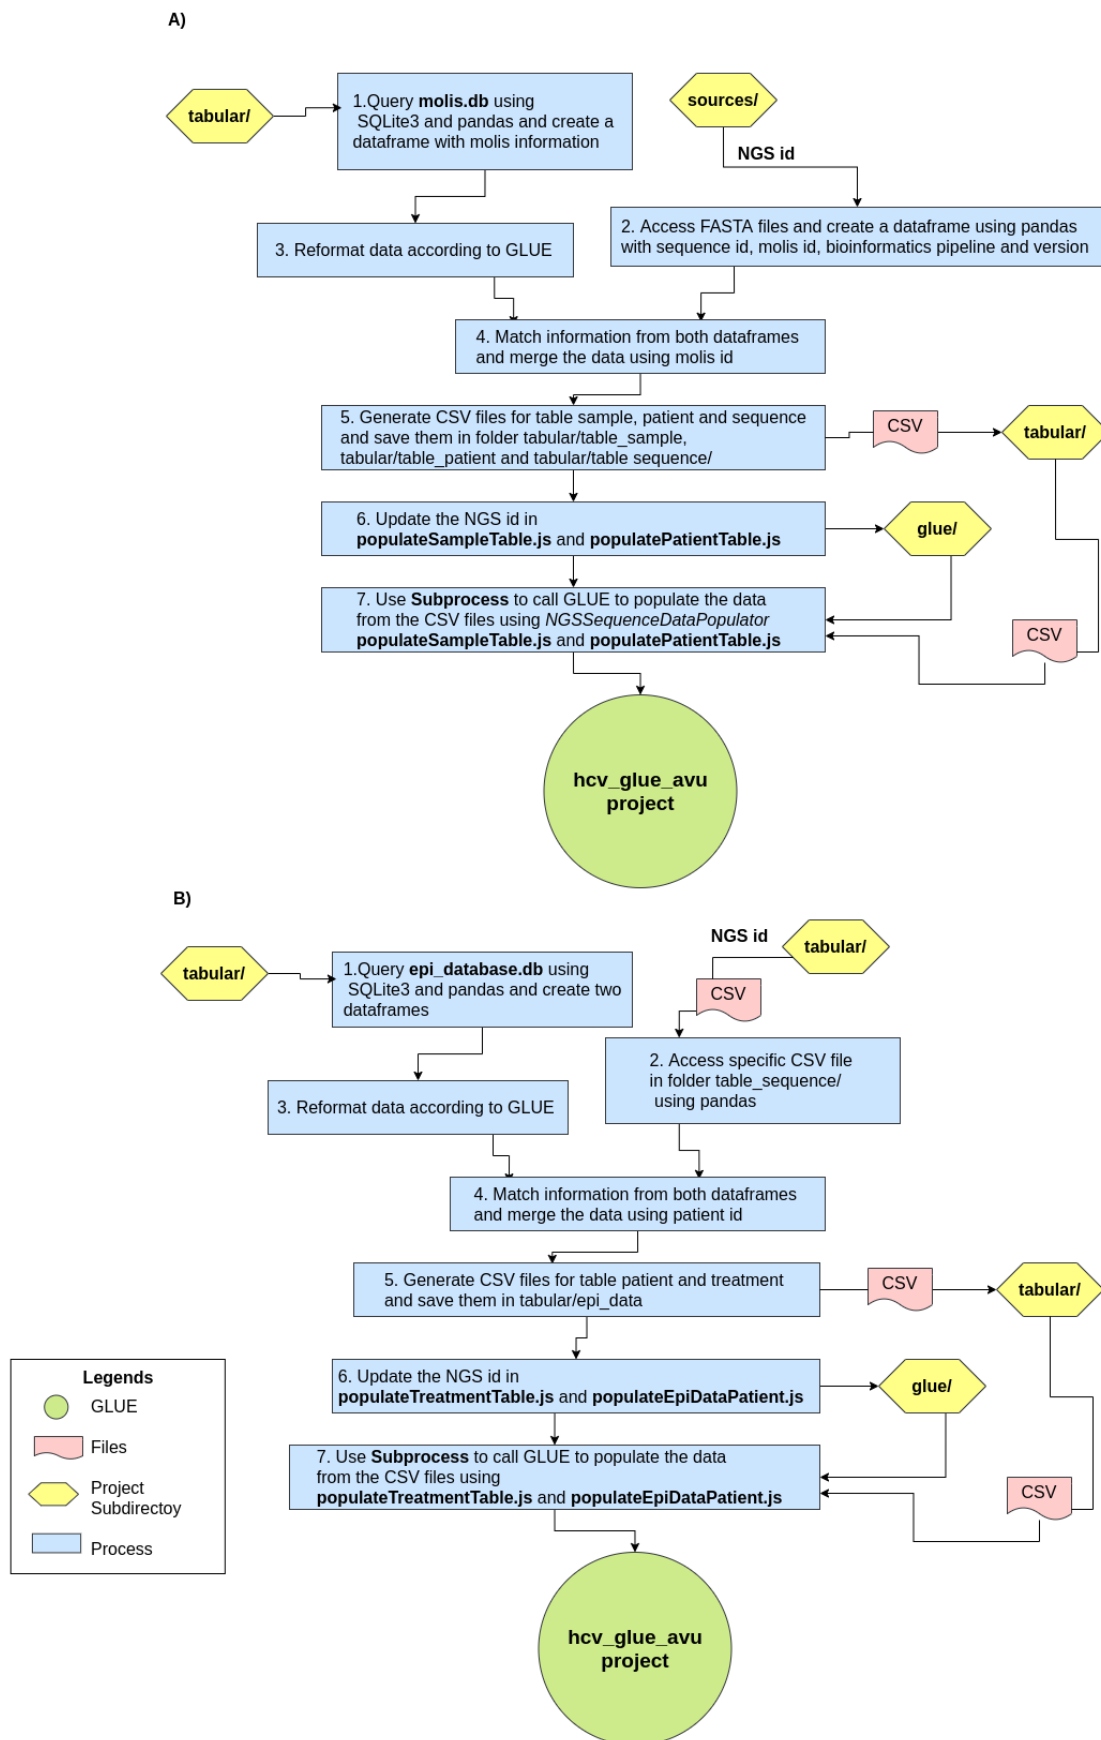 A)
tabular/
1.Query molis.db using
SQLite3 and pandas and create a
dataframe with molis information
sources/
NGS id
2. Access FASTA files and create a dataframe using pandas
with sequence id, molis id, bioinformatics pipeline and version
3. Reformat data according to GLUE
4. Match information from both dataframes
and merge the data using molis id
5. Generate CSV files for table sample, patient and sequence
and save them in folder tabular/table_sample,
tabular/table_patient and tabular/table sequence/
CSV
tabular/
6. Update the NGS id in
populateSampleTable.js and populatePatientTable.js
glue/
7. Use Subprocess to call GLUE to populate the data
from the CSV files using NGSSequenceDataPopulator
populateSampleTable.js and populatePatientTable.js
CSV
hcv_glue_avu
project
B)
tabular/
1.Query epi_database.db using
SQLite3 and pandas and create two
dataframes
NGS id
tabular/
CSV
2. Access specific CSV file
in folder table_sequence/
using pandas
3. Reformat data according to GLUE
4. Match information from both dataframes
and merge the data using patient id
5. Generate CSV files for table patient and treatment
and save them in tabular/epi_data
CSV
tabular/
6. Update the NGS id in
populateTreatmentTable.js and populateEpiDataPatient.js
glue/
7. Use Subprocess to call GLUE to populate the data
from the CSV files using
populateTreatmentTable.js and populateEpiDataPatient.js
CSV
hcv_glue_avu
project
Legends
GLUE
Files
Project
Subdirectoy
Process